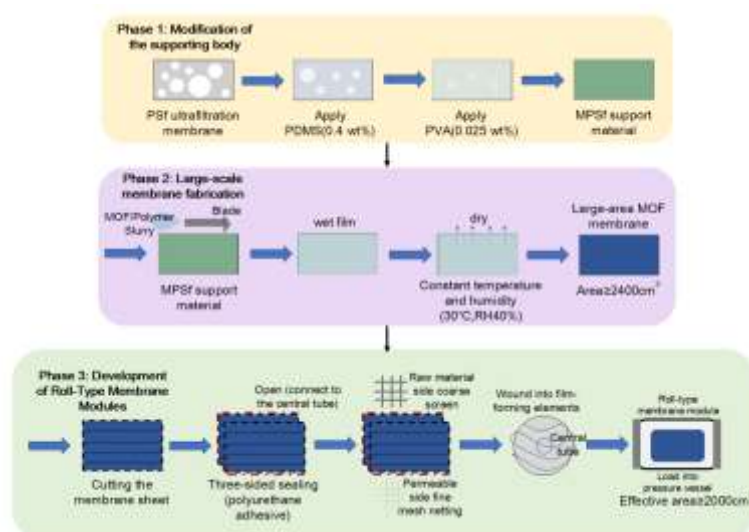 Phase 1: Modification of
the supporting body
PSf ultrafiltration
membrane
Apply
PDMS(0.4 wt%)
Apply
PVA(0.025 wt%)
MPSf support
material
Phase 2: Large-scale
membrane fabrication
MOF/Polymer
Slurry
Blade
MPSf support
material
wet film
dry
Constant temperature
and humidity
(30°C,RH40%)
Large-area MOF
membrane
Area≥2400cm²
Phase 3: Development
of Roll-Type Membrane
Modules
Cutting the
membrane sheet
Open (connect to
the central tube)
Three-sided sealing
(polyurethane
adhesive)
Raw material
side coarse
screen
Permeable
side fine
mesh netting
Wound into film-
forming elements
Central
tube
Roll-type
membrane module
Load into
pressure vessel
Effective area≥2000cm